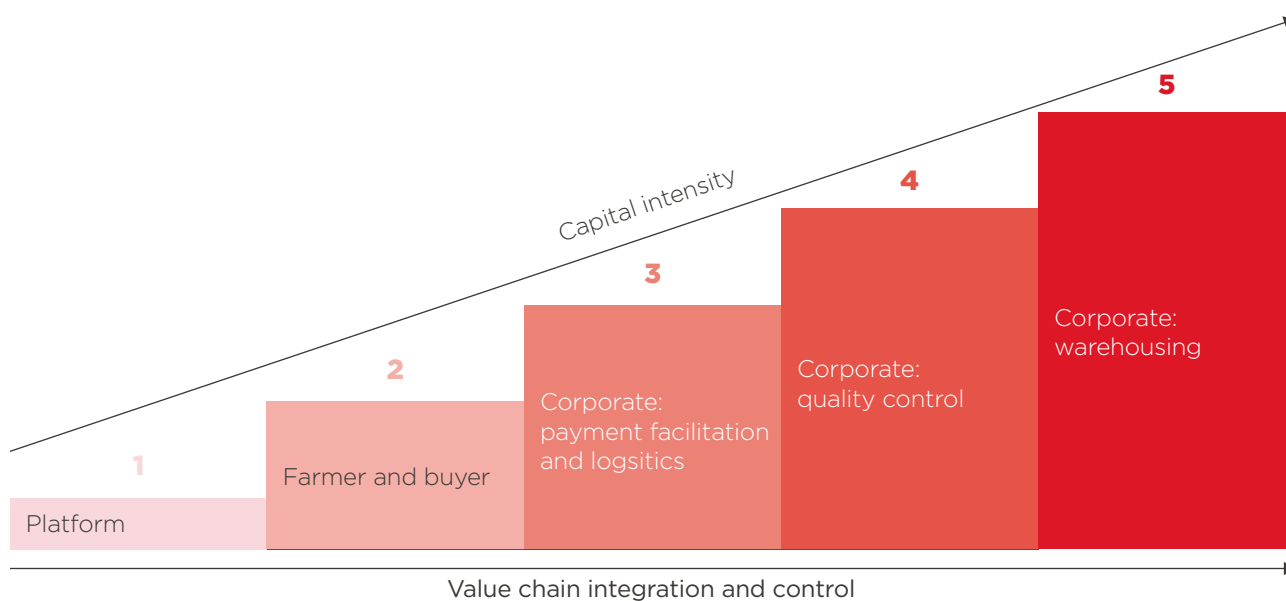 5
4
Capital intensity
3
Corporate:
warehousing
2
Corporate:
quality control
Corporate:
payment facilitation
and logsitics
1
Farmer and buyer
Platform
Value chain integration and control